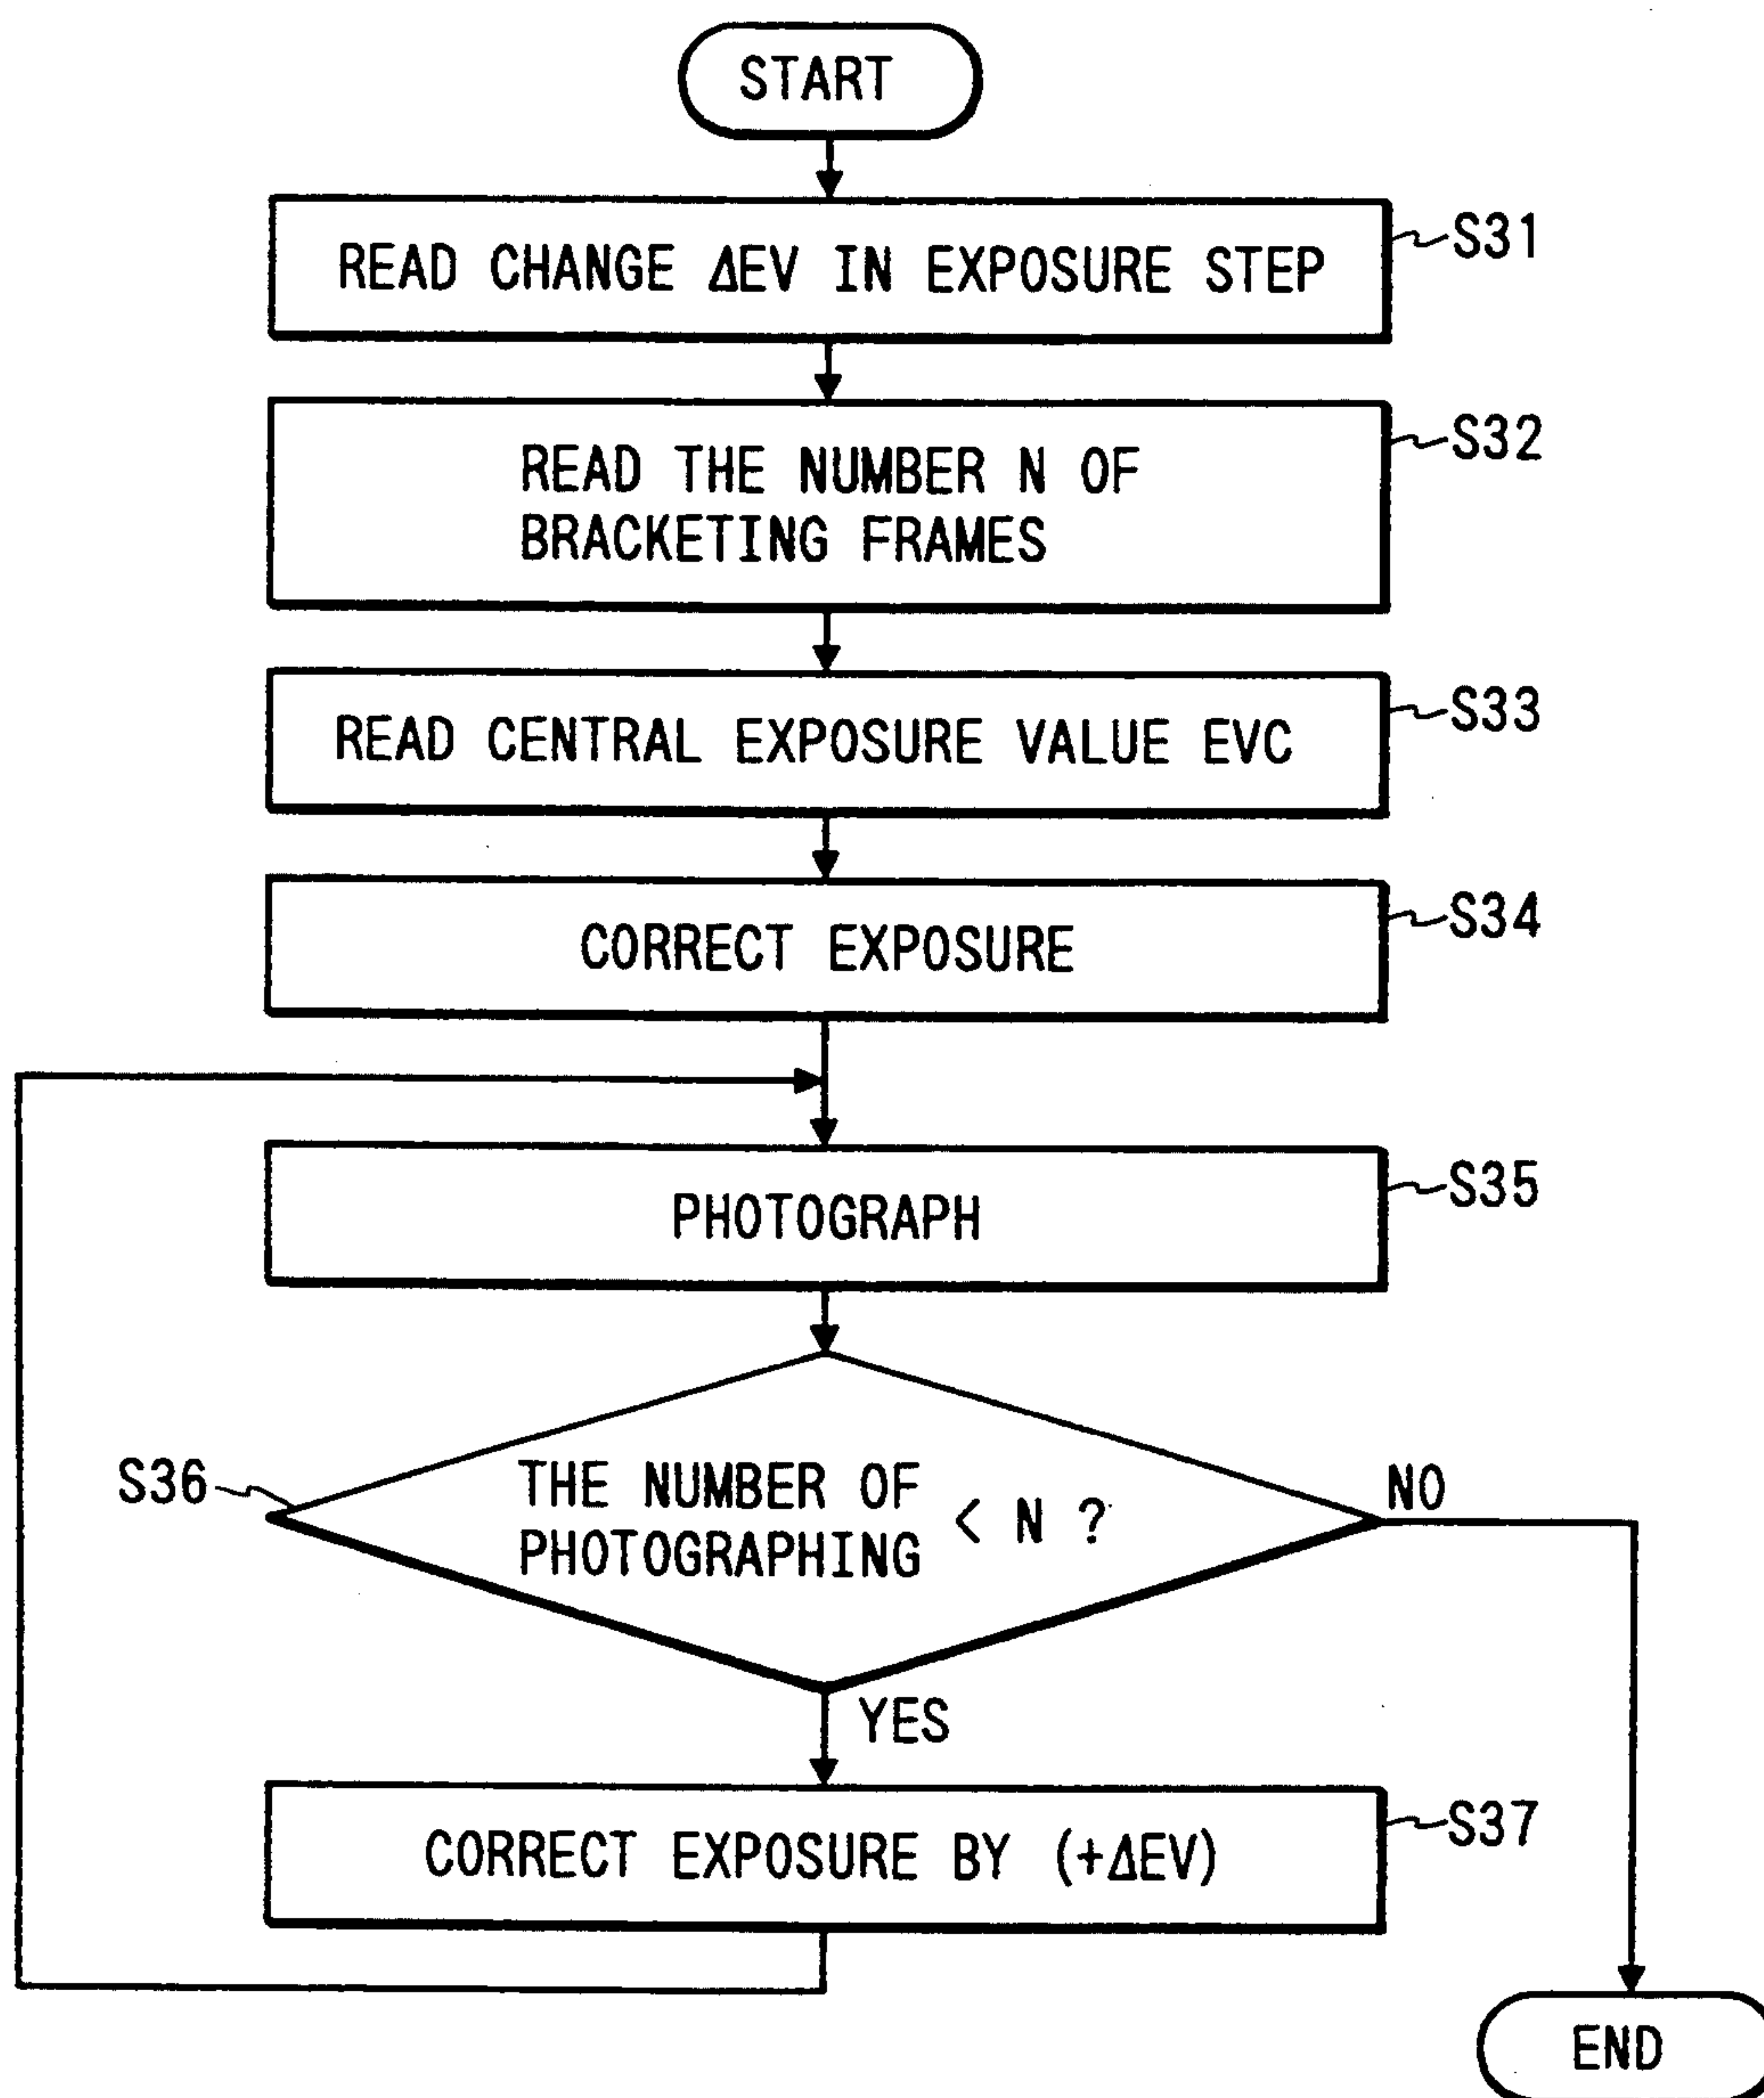 START
READ CHANGE ΔEV IN EXPOSURE STEP
S31
READ THE NUMBER N OF
BRACKETING FRAMES
S32
READ CENTRAL EXPOSURE VALUE EVC
S33
CORRECT EXPOSURE
S34
PHOTOGRAPH
S35
S36
THE NUMBER OF
PHOTOGRAPHING < N ?
NO
YES
CORRECT EXPOSURE BY (+ΔEV)
S37
END